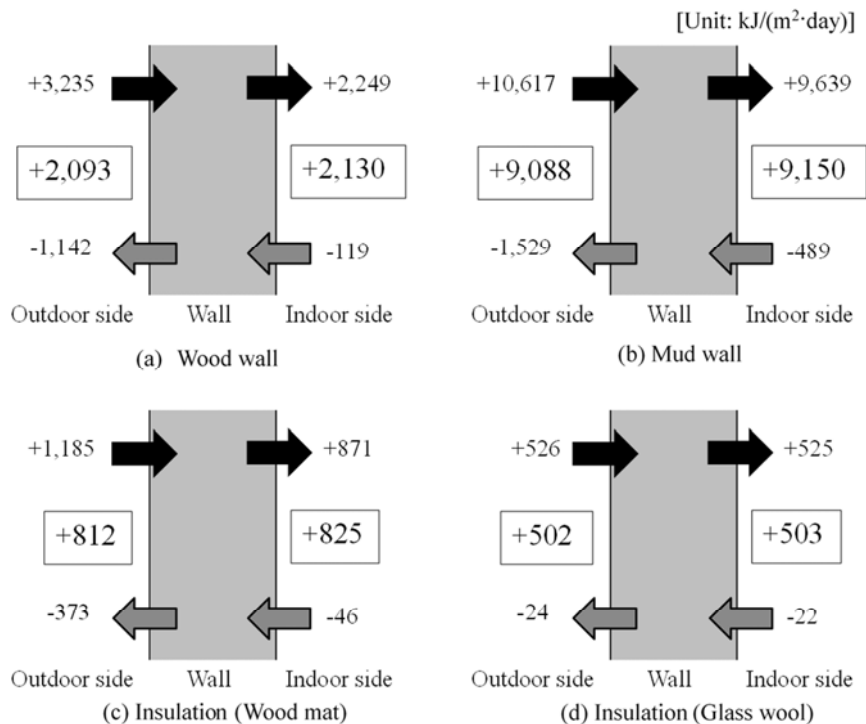 [Unit: kJ/(m²·day)]
+3,235 +2,249
+2,093 +2,130
-1,142 -119
Outdoor side Wall Indoor side
(a) Wood wall
+10,617 +9,639
+9,088 +9,150
-1,529 -489
Outdoor side Wall Indoor side
(b) Mud wall
+1,185 +871
+812 +825
-373 -46
Outdoor side Wall Indoor side
(c) Insulation (Wood mat)
+526 +525
+502 +503
-24 -22
Outdoor side Wall Indoor side
(d) Insulation (Glass wool)